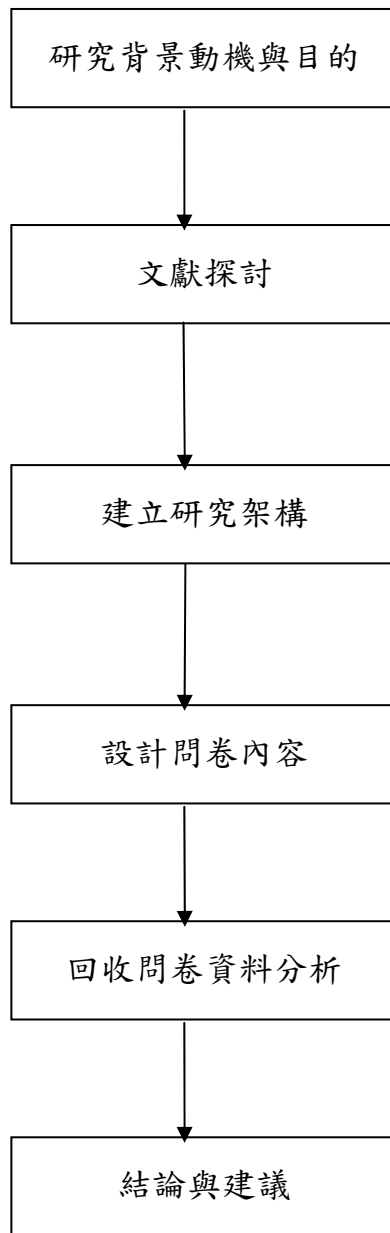 研究背景動機與目的
文獻探討
建立研究架構
設計問卷內容
回收問卷資料分析
結論與建議